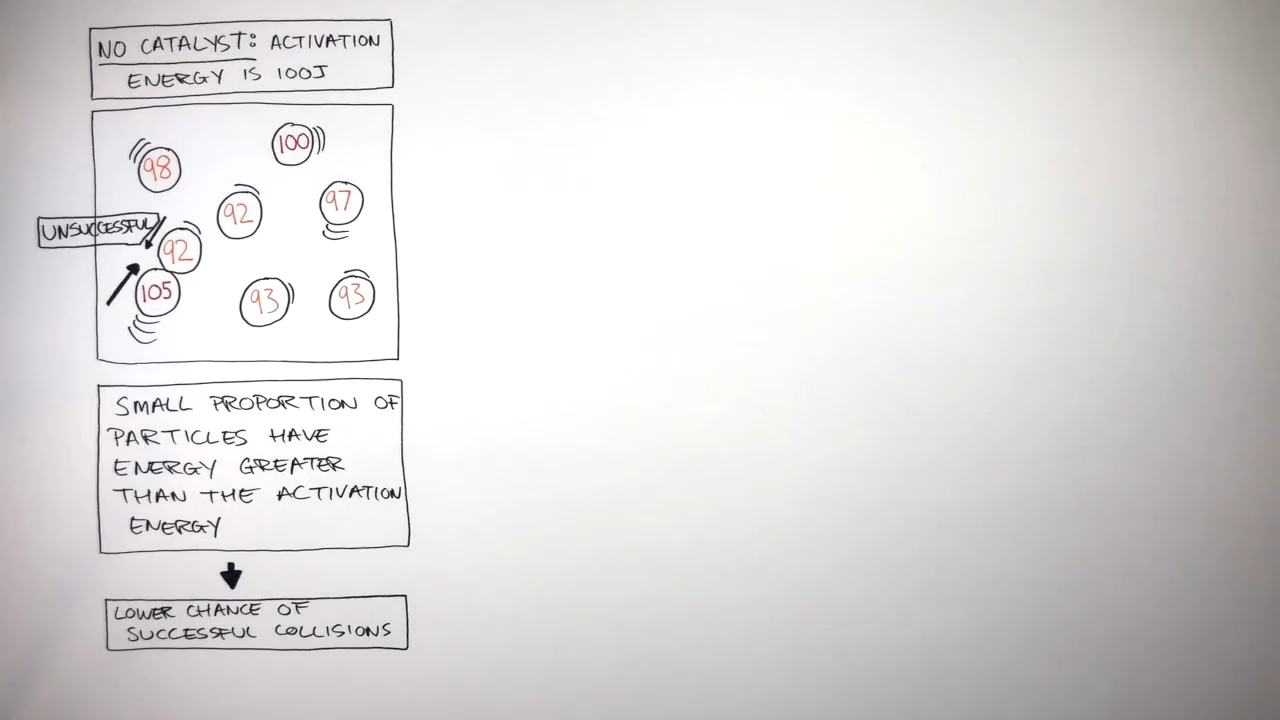 NO CATALYST: ACTIVATION
ENERGY IS 100J
100
98
97
92
UNSUCCESSFUL
92
105
93
93
SMALL PROPORTION OF
PARTICLES HAVE
ENERGY GREATER
THAN THE ACTIVATION
ENERGY
LOWER CHANCE OF
SUCCESSFUL COLLISIONS